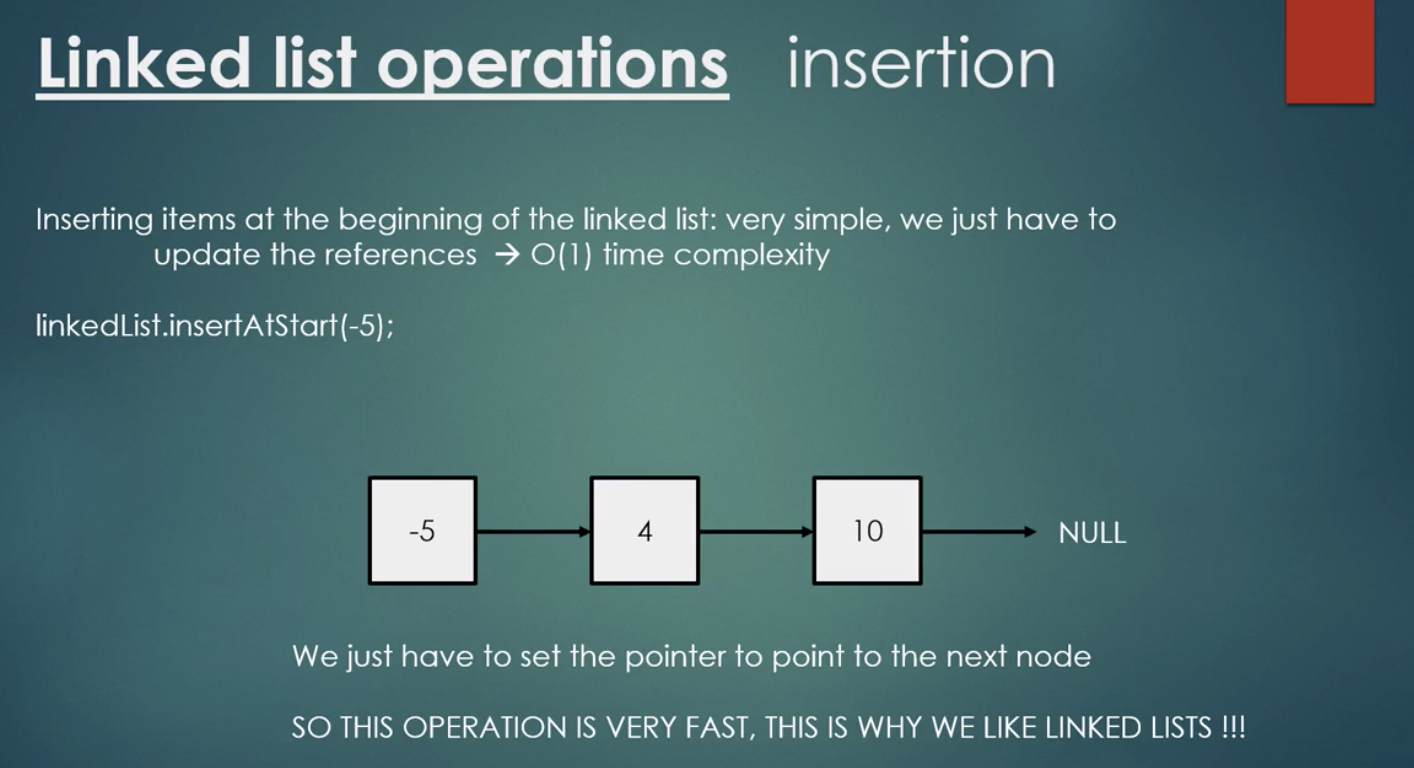 Linked list operations insertion
Inserting items at the beginning of the linked list: very simple, we just have to
update the references → O(1) time complexity
linkedList.insertAtStart(-5);
-5 4 10 NULL
We just have to set the pointer to point to the next node
SO THIS OPERATION IS VERY FAST, THIS IS WHY WE LIKE LINKED LISTS !!!